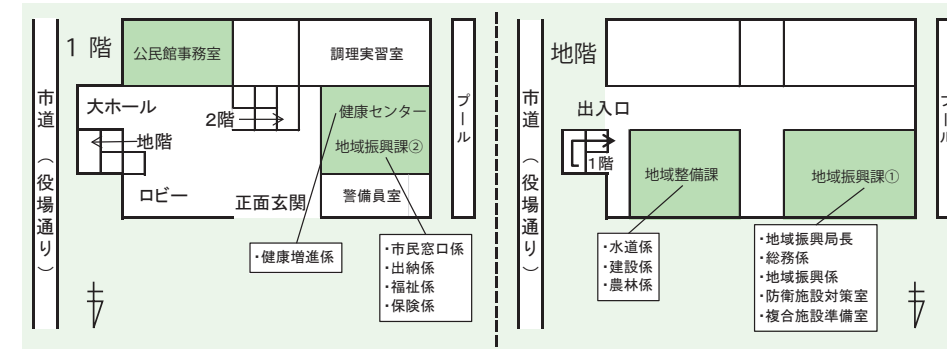 1 階
公民館事務室
調理実習室
市道（役場通り）
大ホール
2階
健康センター
地域振興課②
プール
地階
ロビー
正面玄関
警備員室
・健康増進係
・市民窓口係
・出納係
・福祉係
・保険係
地階
市道（役場通り）
出入口
1階
地域整備課
地域振興課①
プール
・水道係
・建設係
・農林係
・地域振興局長
・総務係
・地域振興係
・防衛施設対策室
・複合施設準備室